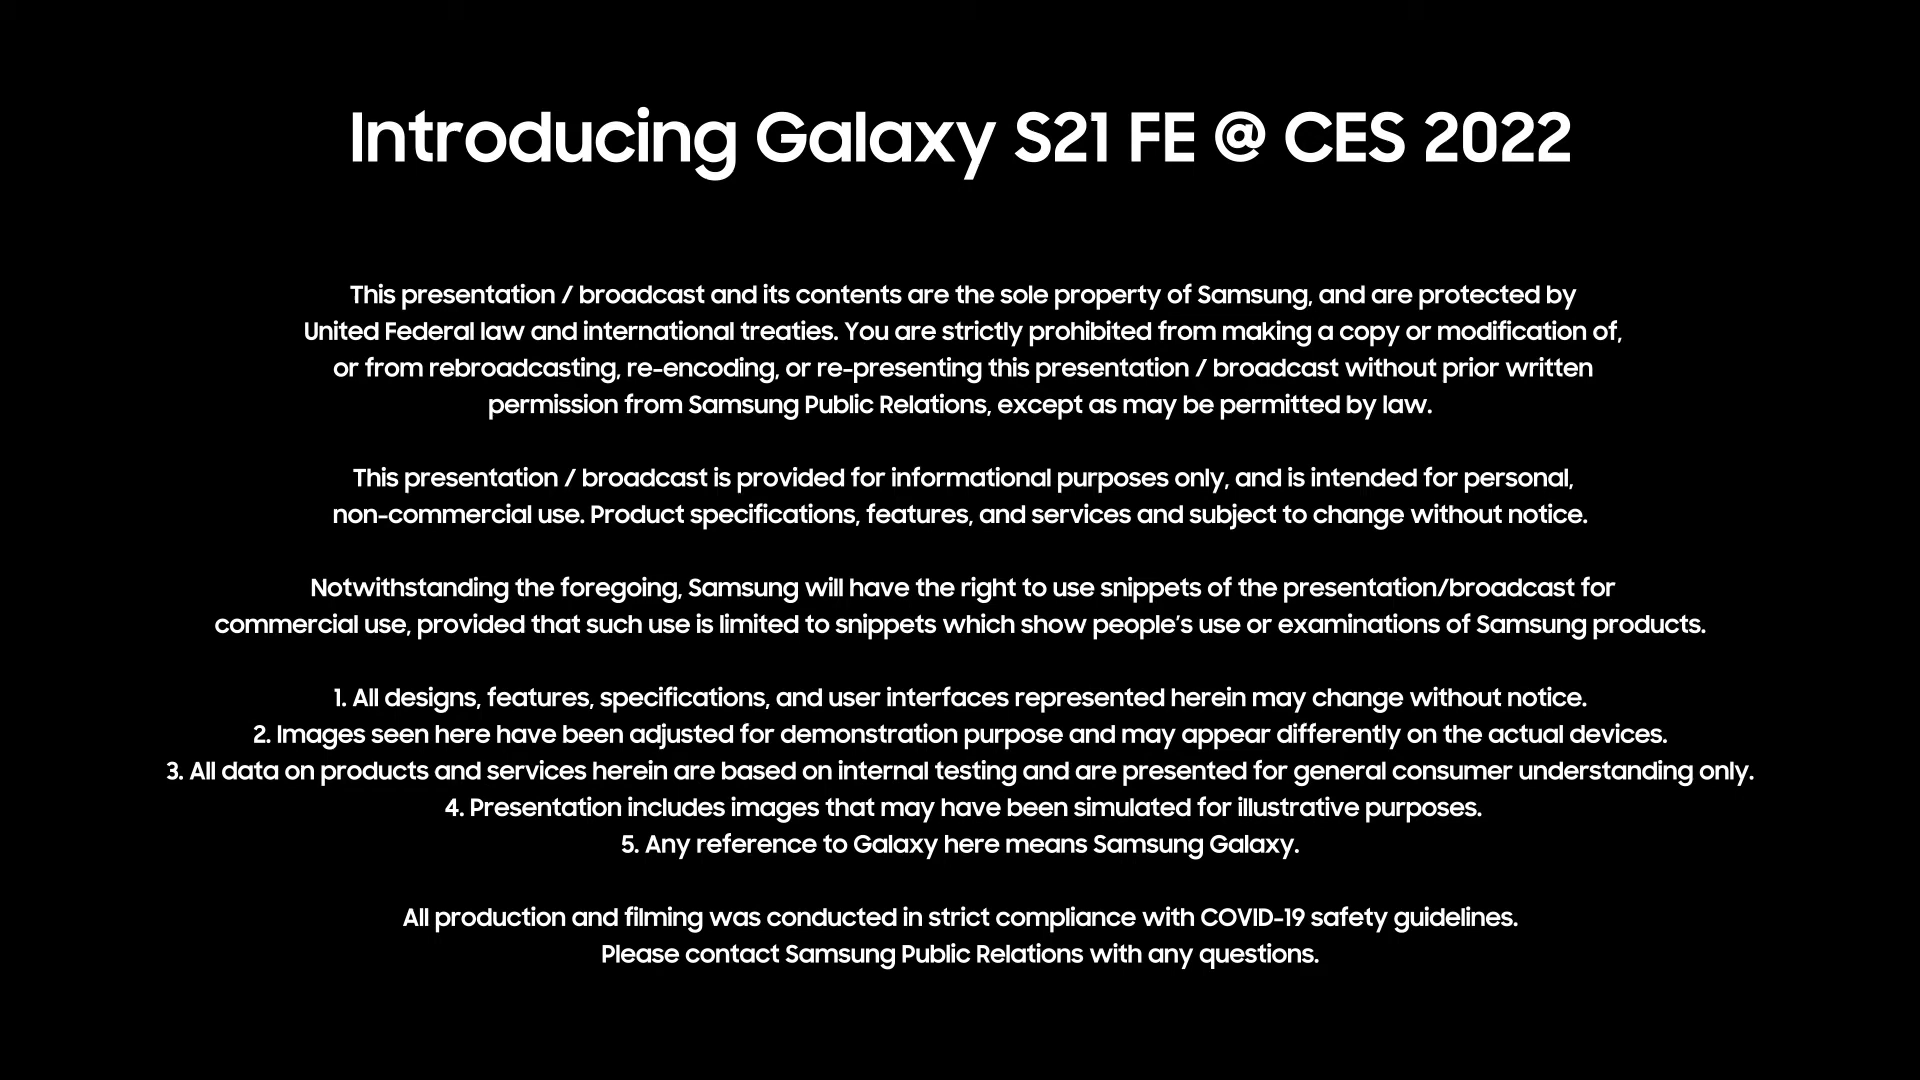 Introducing Galaxy S21 FE @ CES 2022
This presentation / broadcast and its contents are the sole property of Samsung, and are protected by
United Federal law and international treaties. You are strictly prohibited from making a copy or modification of,
or from rebroadcasting, re-encoding, or re-presenting this presentation / broadcast without prior written
permission from Samsung Public Relations, except as may be permitted by law.
This presentation / broadcast is provided for informational purposes only, and is intended for personal,
non-commercial use. Product specifications, features, and services and subject to change without notice.
Notwithstanding the foregoing, Samsung will have the right to use snippets of the presentation/broadcast for
commercial use, provided that such use is limited to snippets which show people’s use or examinations of Samsung products.
1. All designs, features, specifications, and user interfaces represented herein may change without notice.
2. Images seen here have been adjusted for demonstration purpose and may appear differently on the actual devices.
3. All data on products and services herein are based on internal testing and are presented for general consumer understanding only.
4. Presentation includes images that may have been simulated for illustrative purposes.
5. Any reference to Galaxy here means Samsung Galaxy.
All production and filming was conducted in strict compliance with COVID-19 safety guidelines.
Please contact Samsung Public Relations with any questions.